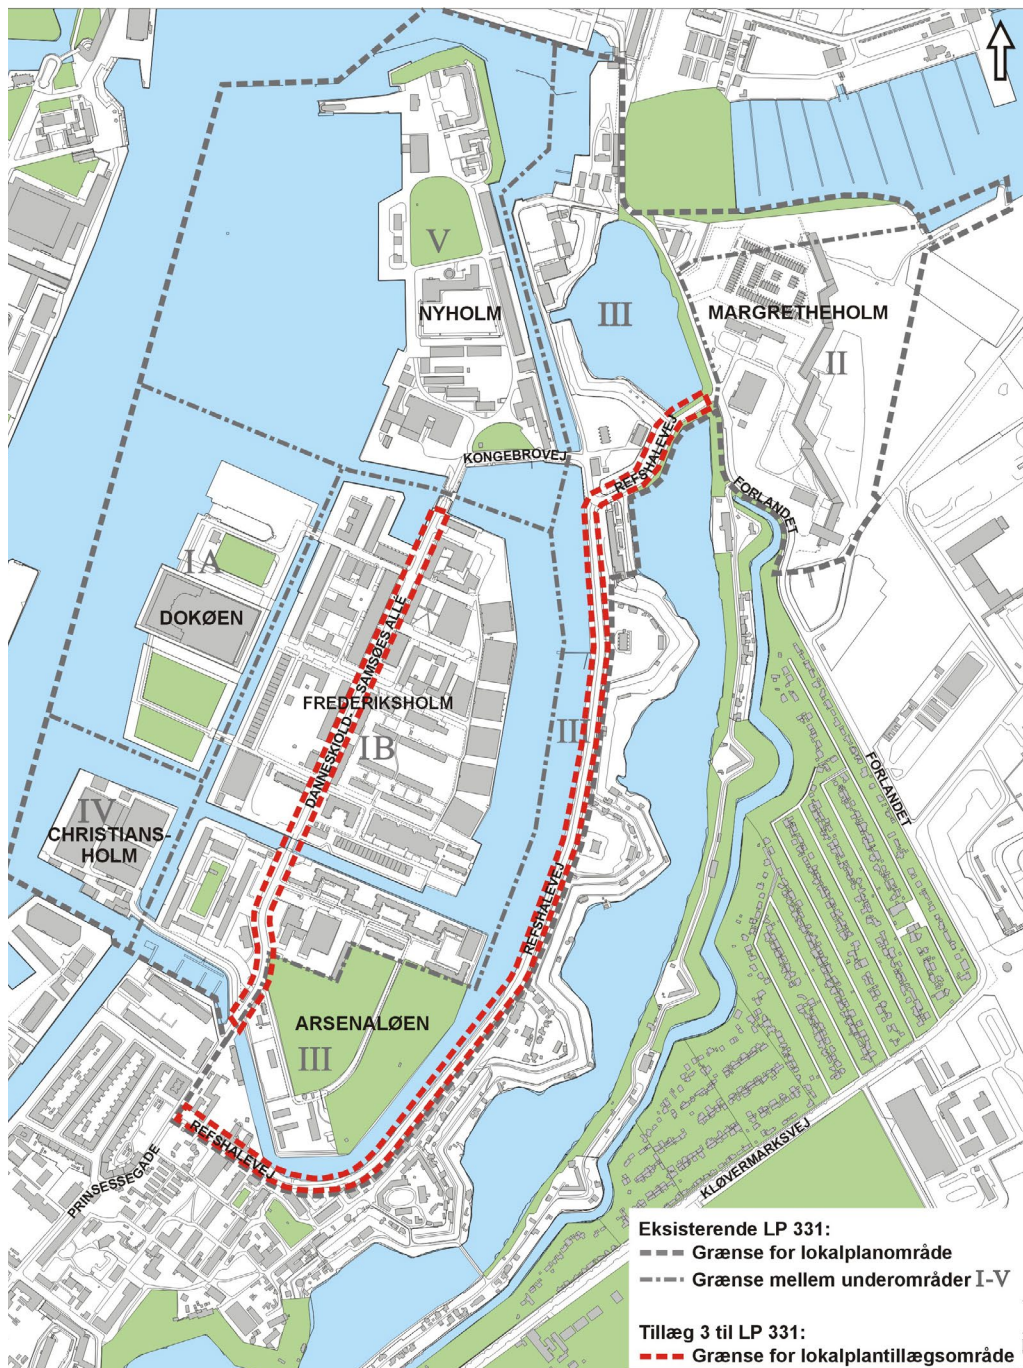 V
NYHOLM
III
MARGRETHEHOLM
II
KONGEBROVEJ
REFSHALEVEJ
FORLANDET
IA
DOKØEN
DANNESKIOLD- SAMSØES ALLÉ
FREDERIKSHOLM
IB
III
FORLANDET
IV
CHRISTIANS-
HOLM
REFSHALEVEJ
ARSENALØEN
III
REFSHALEVEJ
PRINSESSEGADE
KLØVERMARKSVEJ
Eksisterende LP 331:
Grænse for lokalplanområde
Grænse mellem underområder I-V
Tillæg 3 til LP 331:
Grænse for lokalplantillægsområde